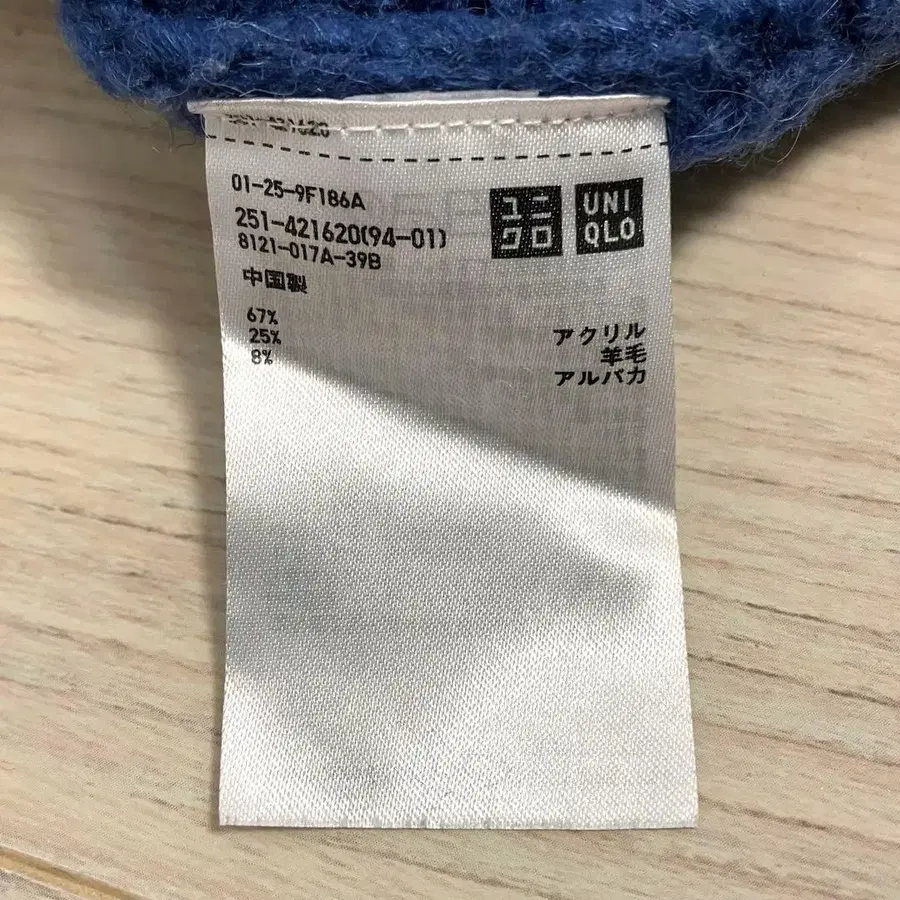 01-25-9F186A
251-421620(94-01)
8121-017A-39B
中国製
ユニ
クロ
UNI
QLO
67% アクリル
25% 羊毛
8% アルパカ